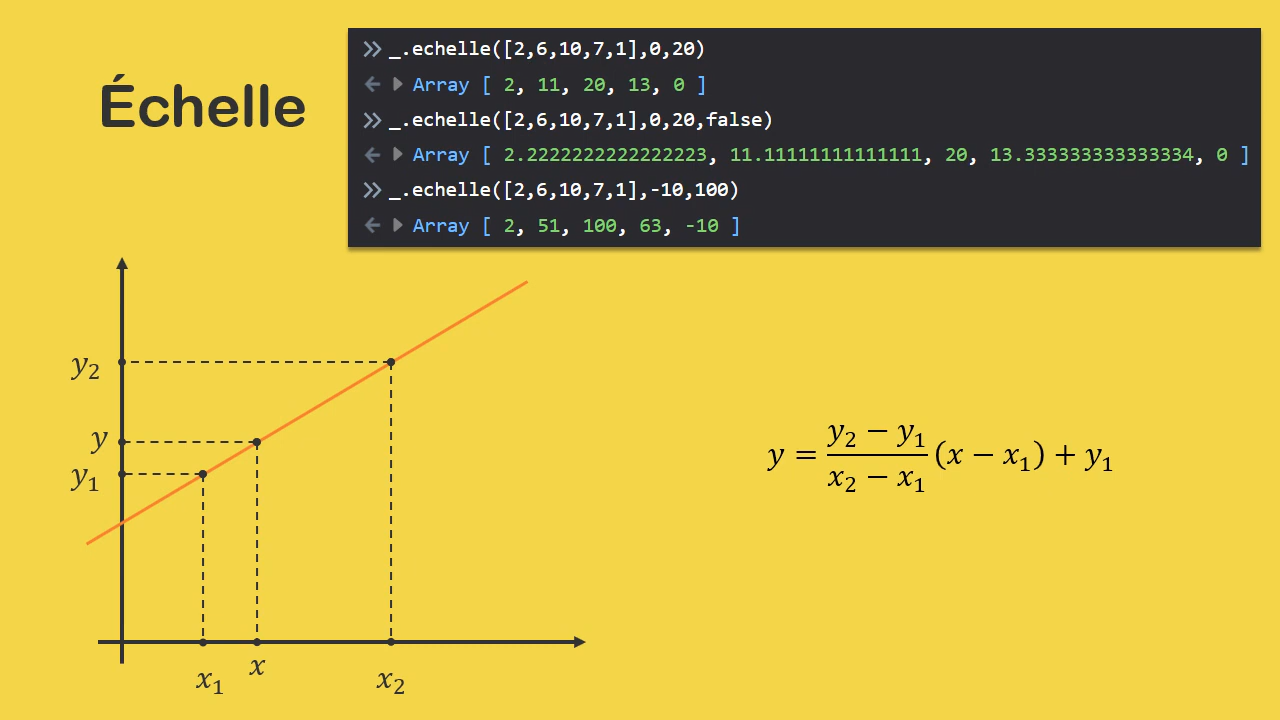 Échelle
>> _.echelle([2,6,10,7,1],0,20)
Array [ 2, 11, 20, 13, 0 ]
>> _.echelle([2,6,10,7,1],0,20,false)
Array [ 2.2222222222222223, 11.11111111111111, 20, 13.333333333333334, 0 ]
>> _.echelle([2,6,10,7,1],-10,100)
Array [ 2, 51, 100, 63, -10 ]
y₂
y
y₁
x₁
x
x₂
y = (y₂ − y₁)/(x₂ − x₁) (x − x₁) + y₁